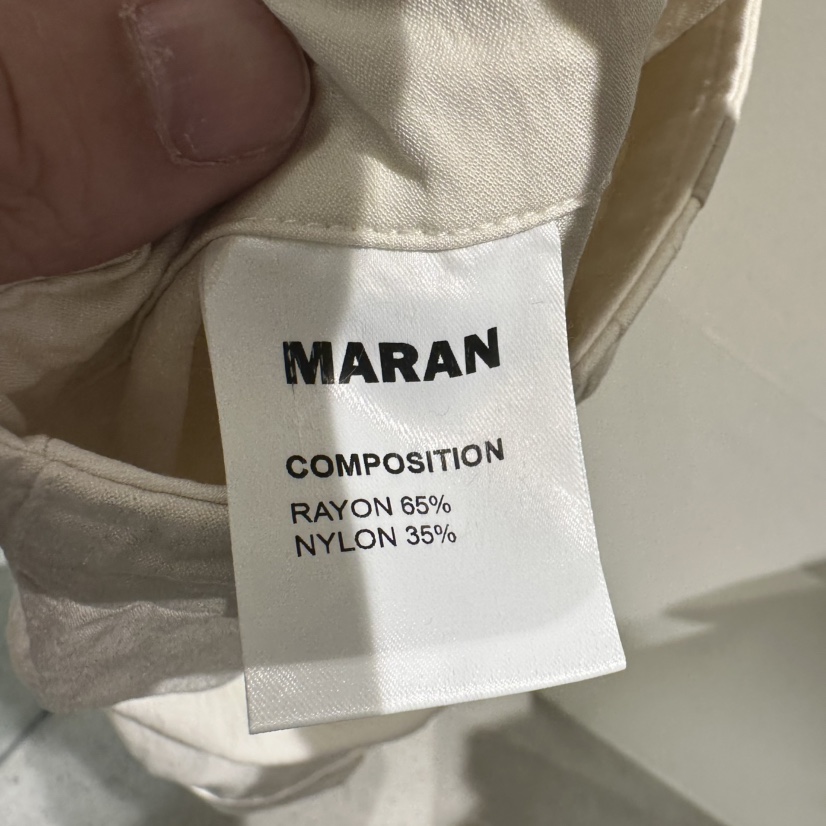 MARAN
COMPOSITION
RAYON 65%
NYLON 35%